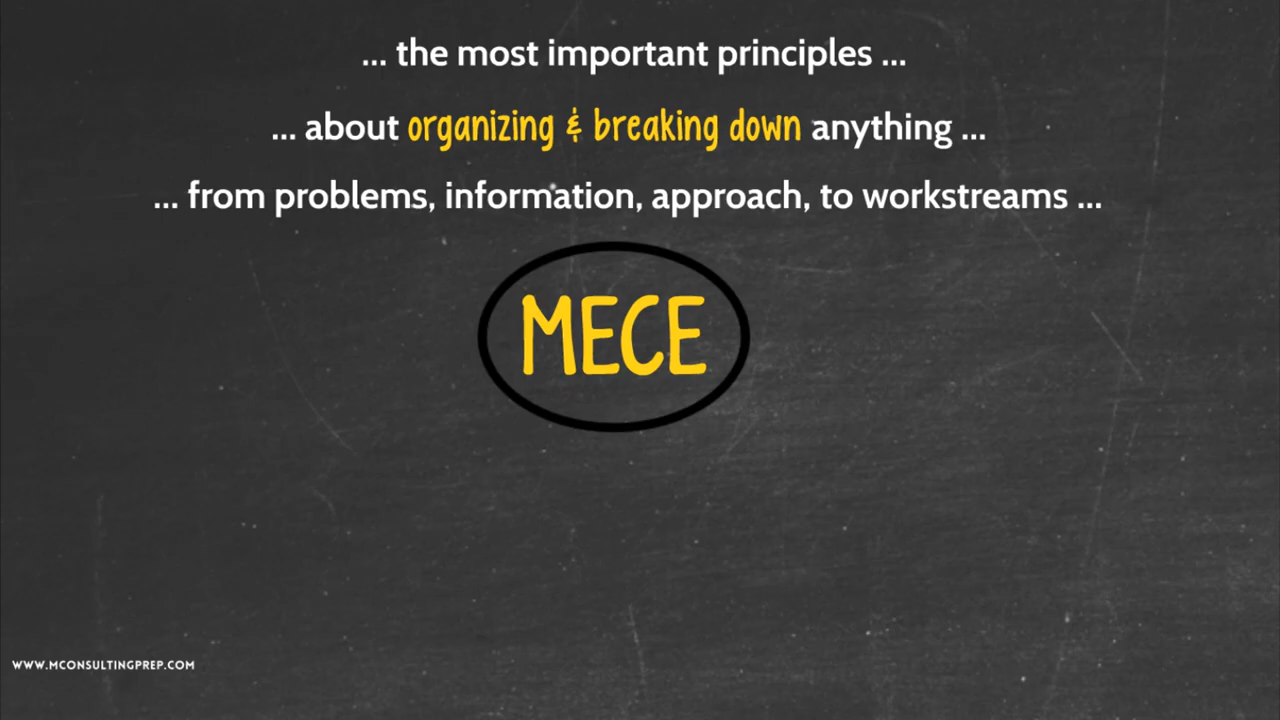 ... the most important principles ...
... about organizing & breaking down anything ...
... from problems, information, approach, to workstreams ...
MECE
WWW.MCONSULTINGPREP.COM